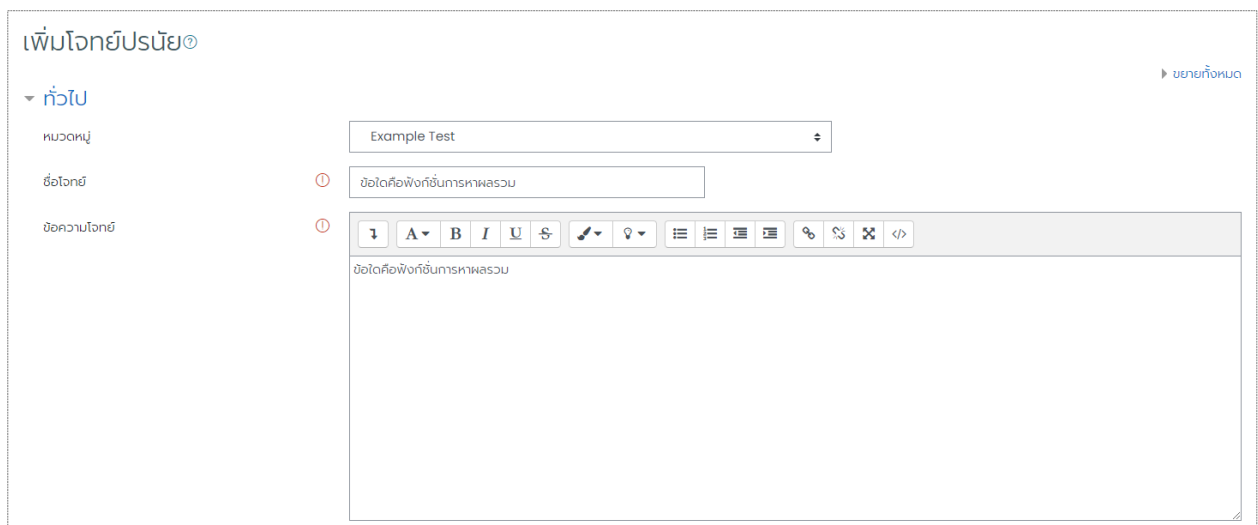 เพิ่มโจทย์ปรนัย
ขยายทั้งหมด
ทั่วไป
หมวดหมู่ Example Test
ชื่อโจทย์ ข้อใดคือฟังก์ชั่นการหาผลรวม
ข้อความโจทย์
A B I U S
ข้อใดคือฟังก์ชั่นการหาผลรวม